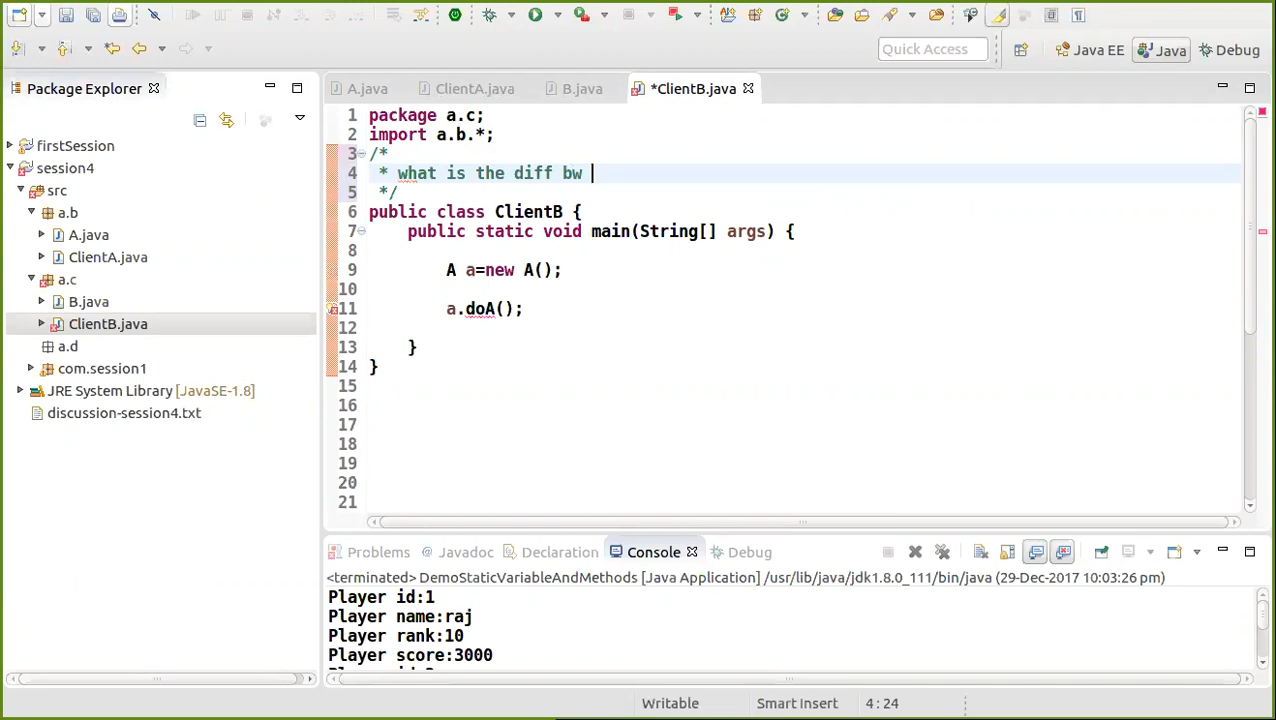 Quick Access
Java EE
Java
Debug
Package Explorer
firstSession
session4
src
a.b
A.java
ClientA.java
a.c
B.java
ClientB.java
a.d
com.session1
JRE System Library [JavaSE-1.8]
discussion-session4.txt
A.java
ClientA.java
B.java
*ClientB.java
1 package a.c;
2 import a.b.*;
3 /*
4  * what is the diff bw
5  */
6 public class ClientB {
7     public static void main(String[] args) {
8
9         A a=new A();
10
11         a.doA();
12
13     }
14 }
15
16
17
18
19
20
21
Problems
@ Javadoc
Declaration
Console
Debug
<terminated> DemoStaticVariableAndMethods [Java Application] /usr/lib/java/jdk1.8.0_111/bin/java (29-Dec-2017 10:03:26 pm)
Player id:1
Player name:raj
Player rank:10
Player score:3000
Writable
Smart Insert
4 : 24